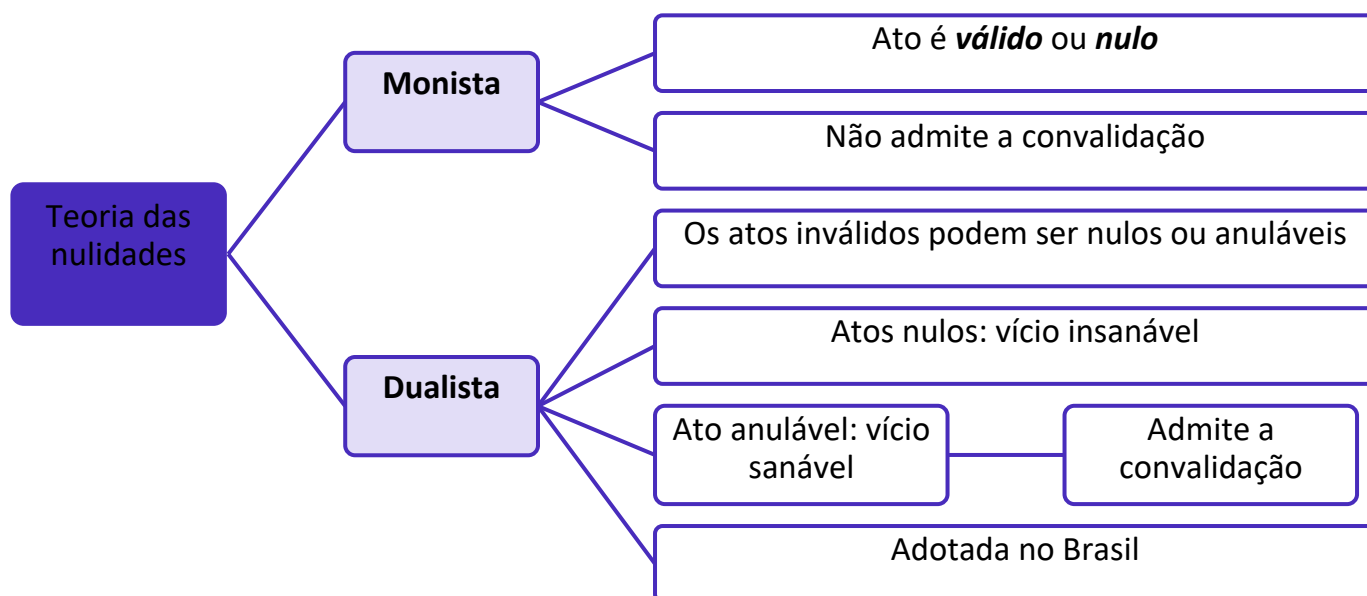 Teoria das
nulidades
Monista
Ato é válido ou nulo
Não admite a convalidação
Dualista
Os atos inválidos podem ser nulos ou anuláveis
Atos nulos: vício insanável
Ato anulável: vício
sanável
Admite a
convalidação
Adotada no Brasil